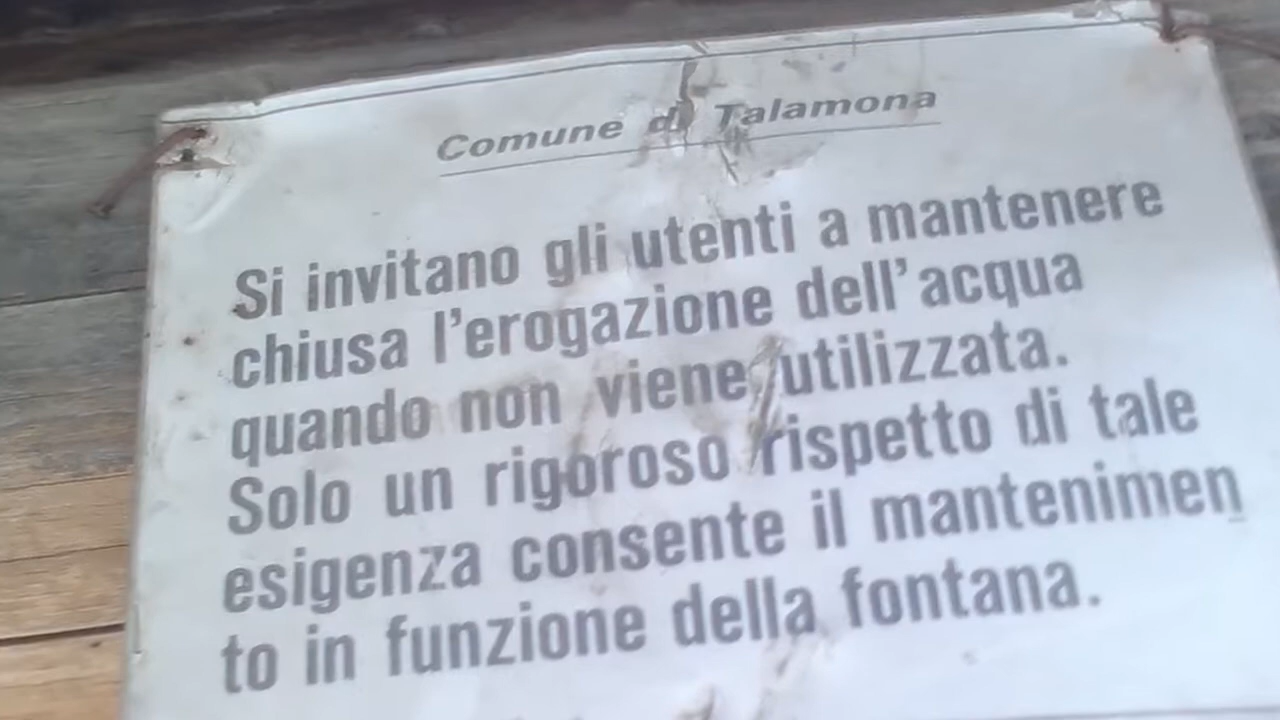 Comune di Talamona
Si invitano gli utenti a mantenere
chiusa l'erogazione dell'acqua
quando non viene utilizzata.
Solo un rigoroso rispetto di tale
esigenza consente il mantenimen
to in funzione della fontana.